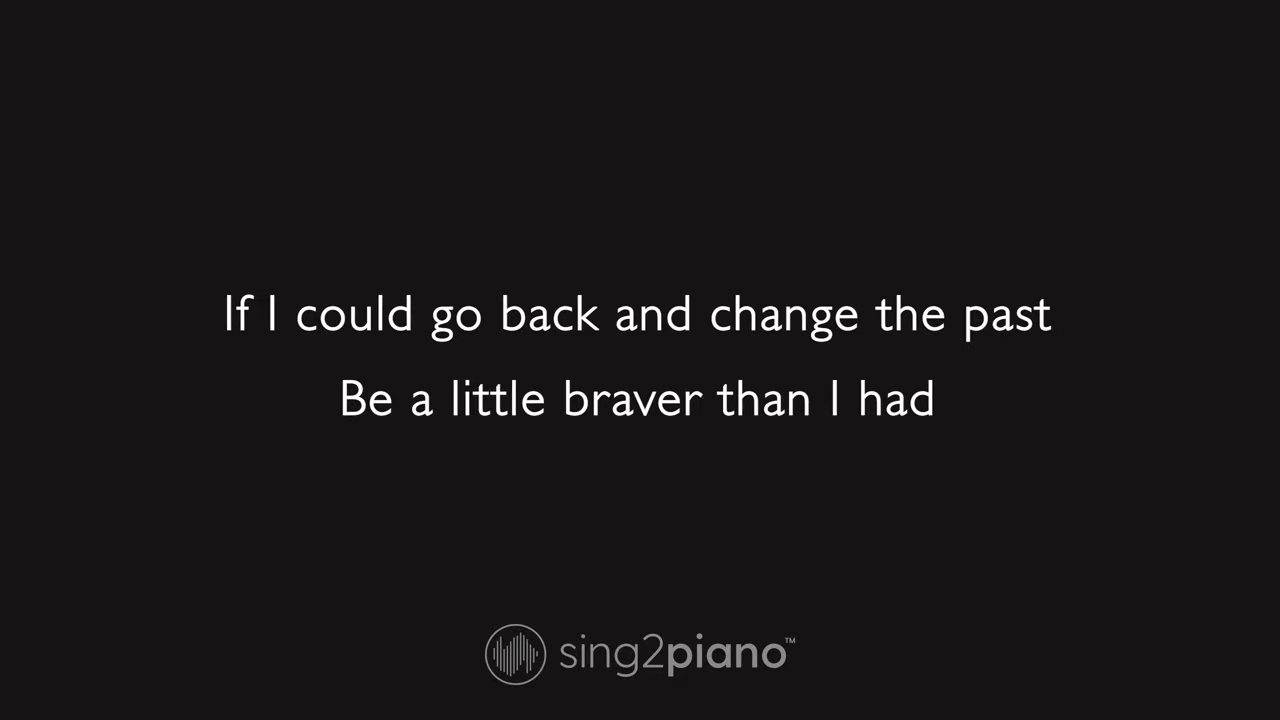 If I could go back and change the past
Be a little braver than I had
sing2piano™